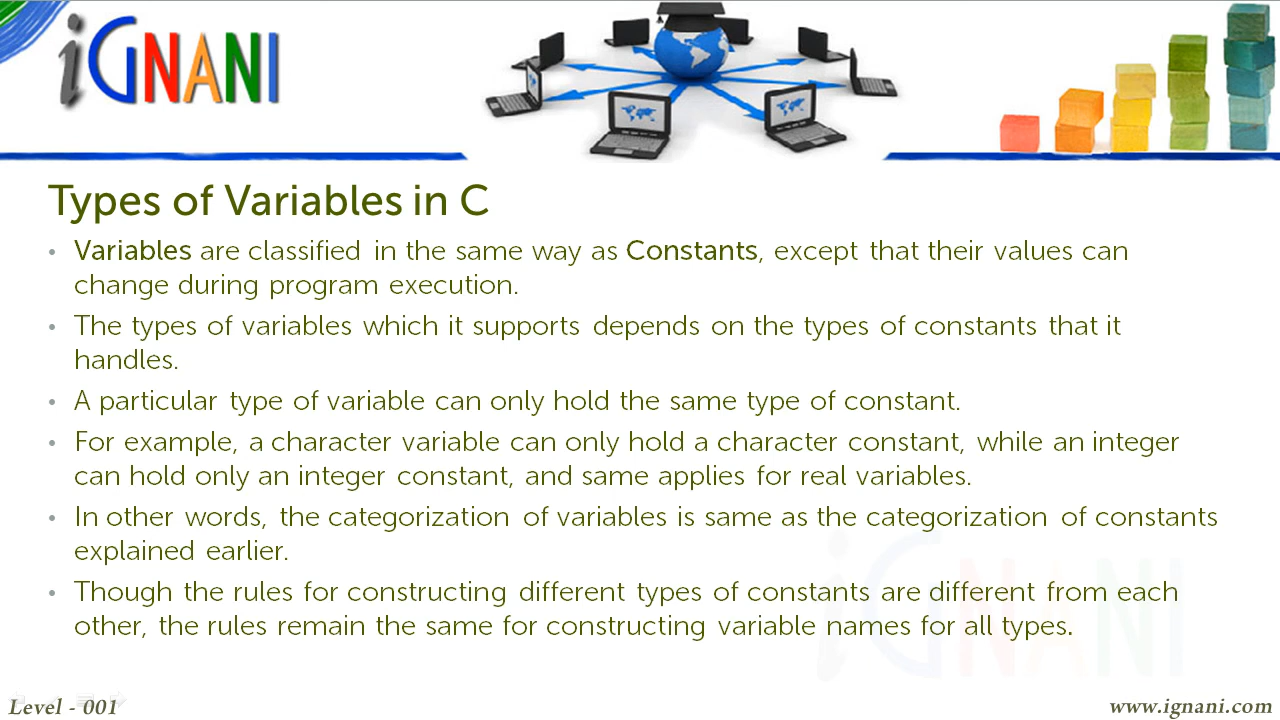 iGNANI
Types of Variables in C
• Variables are classified in the same way as Constants, except that their values can
change during program execution.
• The types of variables which it supports depends on the types of constants that it
handles.
• A particular type of variable can only hold the same type of constant.
• For example, a character variable can only hold a character constant, while an integer
can hold only an integer constant, and same applies for real variables.
• In other words, the categorization of variables is same as the categorization of constants
explained earlier.
• Though the rules for constructing different types of constants are different from each
other, the rules remain the same for constructing variable names for all types.
iGNANI
Level - 001
www.ignani.com